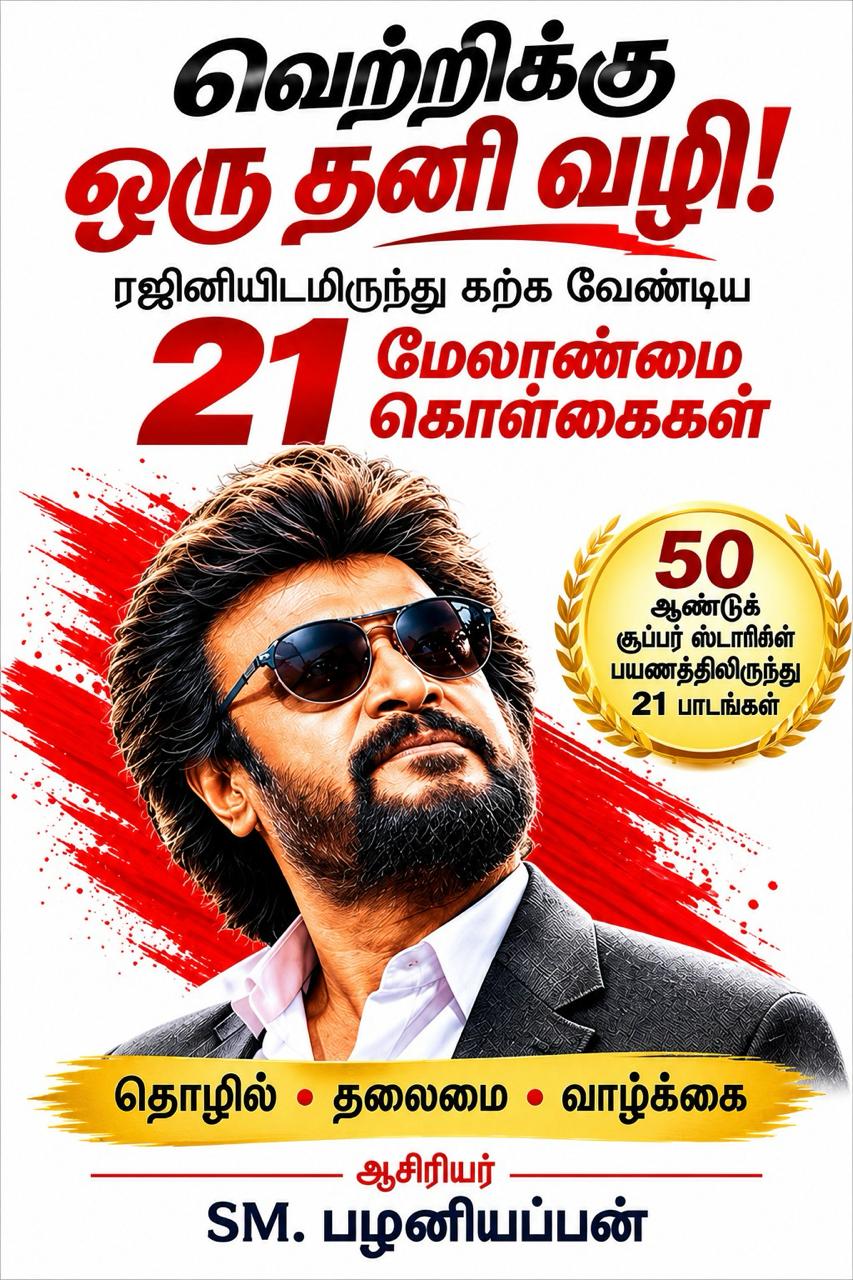 வெற்றிக்கு
ஒரு தனி வழி!
ரஜினியிடமிருந்து கற்க வேண்டிய
21 மேலாண்மை
கொள்கைகள்
50
ஆண்டுக்
சூப்பர்
பயணத்திலிருந்து
21 பாடங்கள்
தொழில் • தலைமை • வாழ்க்கை
ஆசிரியர்
SM. பழனியப்பன்